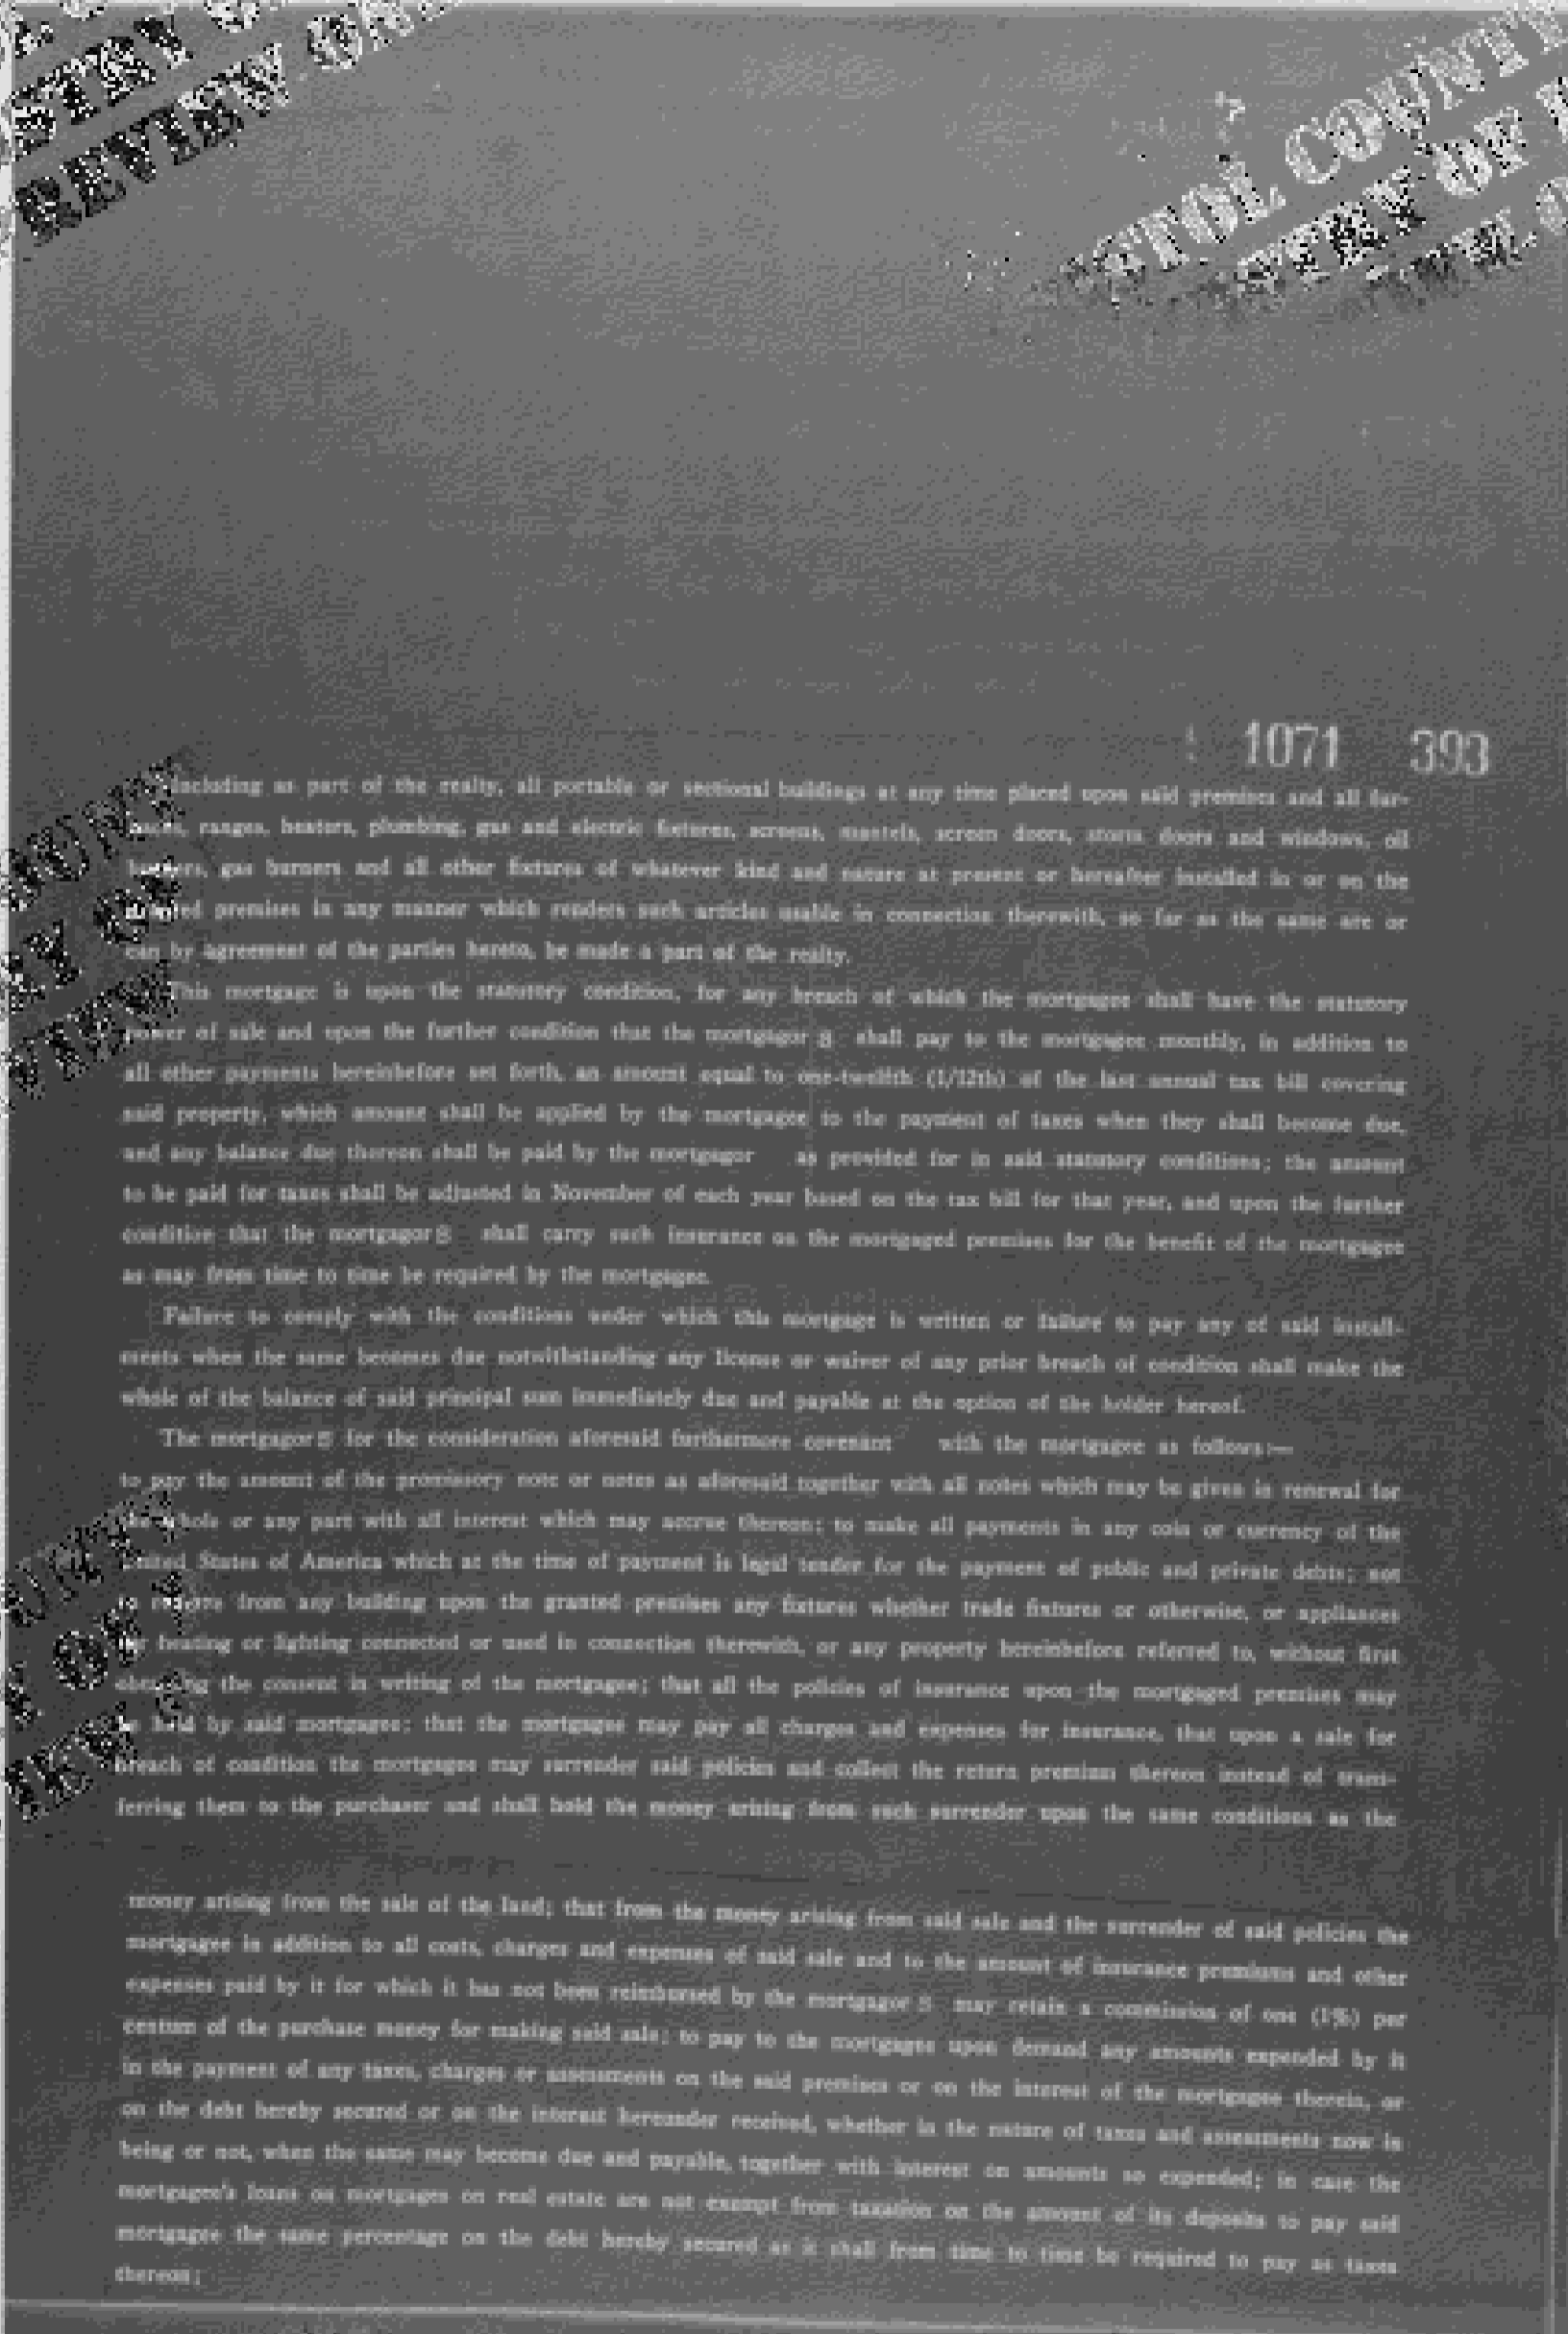 STRY
REVIEW
STOL COUNTY
STRY OF
1071 393
Including as part of the realty, all portable or sectional buildings at any time placed upon said premises and all fur-
naces, ranges, heaters, plumbing, gas and electric fixtures, screens, mantels, screen doors, storm doors and windows, oil
burners, gas burners and all other fixtures of whatever kind and nature at present or hereafter installed in or on the
granted premises in any manner which renders such articles usable in connection therewith, so far as the same are or
can by agreement of the parties hereto, be made a part of the realty.
This mortgage is upon the statutory condition, for any breach of which the mortgagee shall have the statutory
power of sale and upon the further condition that the mortgagor s shall pay to the mortgagee monthly, in addition to
all other payments hereinbefore set forth, an amount equal to one-twelfth (1/12th) of the last annual tax bill covering
said property, which amount shall be applied by the mortgagee to the payment of taxes when they shall become due,
and any balance due thereon shall be paid by the mortgagor as provided for in said statutory conditions; the amount
to be paid for taxes shall be adjusted in November of each year based on the tax bill for that year, and upon the further
condition that the mortgagor s shall carry such insurance on the mortgaged premises for the benefit of the mortgagee
as may from time to time be required by the mortgagee.
Failure to comply with the conditions under which this mortgage is written or failure to pay any of said install-
ments when the same becomes due notwithstanding any license or waiver of any prior breach of condition shall make the
whole of the balance of said principal sum immediately due and payable at the option of the holder hereof.
The mortgagor s for the consideration aforesaid furthermore covenant with the mortgagee as follows:—
to pay the amount of the promissory note or notes as aforesaid together with all notes which may be given in renewal for
the whole or any part with all interest which may accrue thereon; to make all payments in any coin or currency of the
United States of America which at the time of payment is legal tender for the payment of public and private debts; not
to remove from any building upon the granted premises any fixtures whether trade fixtures or otherwise, or appliances
for heating or lighting connected or used in connection therewith, or any property hereinbefore referred to, without first
obtaining the consent in writing of the mortgagee; that all the policies of insurance upon the mortgaged premises may
be held by said mortgagee; that the mortgagee may pay all charges and expenses for insurance, that upon a sale for
breach of condition the mortgagee may surrender said policies and collect the return premium thereon instead of trans-
ferring them to the purchaser and shall hold the money arising from such surrender upon the same conditions as the
money arising from the sale of the land; that from the money arising from said sale and the surrender of said policies the
mortgagee in addition to all costs, charges and expenses of said sale and to the amount of insurance premiums and other
expenses paid by it for which it has not been reimbursed by the mortgagor s may retain a commission of one (1%) per
centum of the purchase money for making said sale; to pay to the mortgagee upon demand any amounts expended by it
in the payment of any taxes, charges or assessments on the said premises or on the interest of the mortgagee therein, or
on the debt hereby secured or on the interest hereunder received, whether in the nature of taxes and assessments now in
being or not, when the same may become due and payable, together with interest on amounts so expended; in case the
mortgagee's loans on mortgages on real estate are not exempt from taxation on the amount of its deposits to pay said
mortgagee the same percentage on the debt hereby secured as it shall from time to time be required to pay as taxes
thereon;